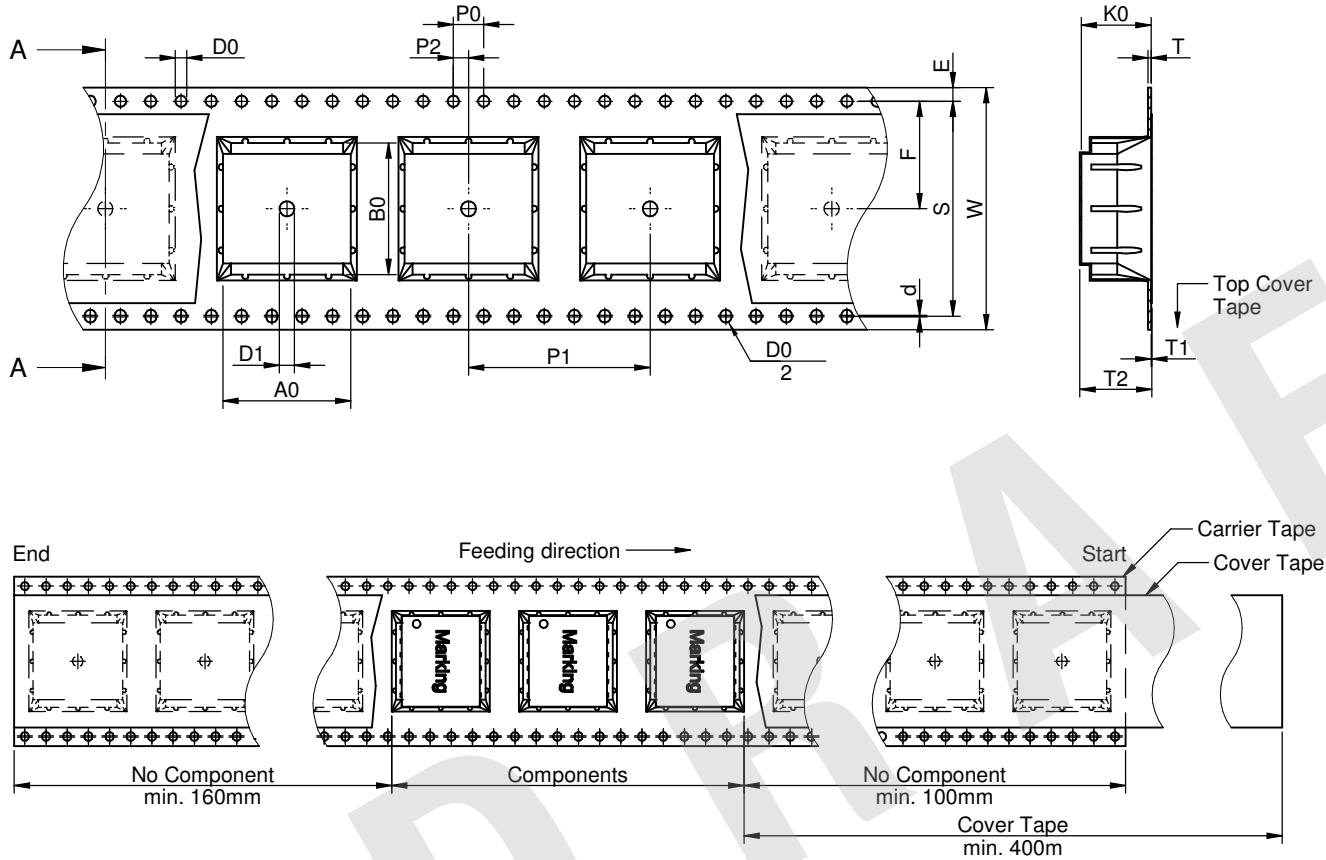 A
D0
P2
P0
E
K0
T
B0
F
S
W
d
Top Cover
Tape
A
D1
A0
P1
D0
2
T1
T2
End
Feeding direction
Start
Carrier Tape
Cover Tape
Marking
Marking
Marking
No Component
min. 160mm
Components
No Component
min. 100mm
Cover Tape
min. 400m
D R A F